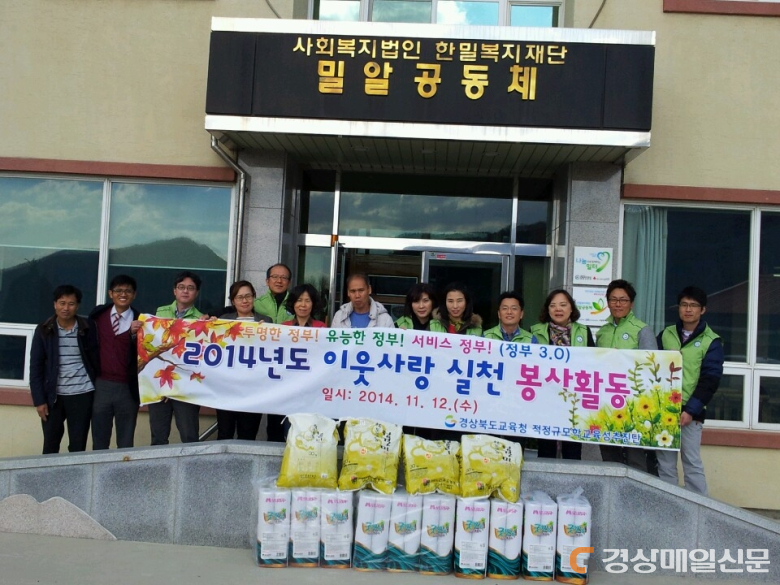 사회복지법인 한밀복지재단
밀알공동체
투명한 정부! 유능한 정부! 서비스 정부! (정부 3.0)
2014년도 이웃사랑 실천 봉사활동
일시: 2014. 11. 12.(수)
경상북도교육청 적정규모학교육성추진단
경상매일신문